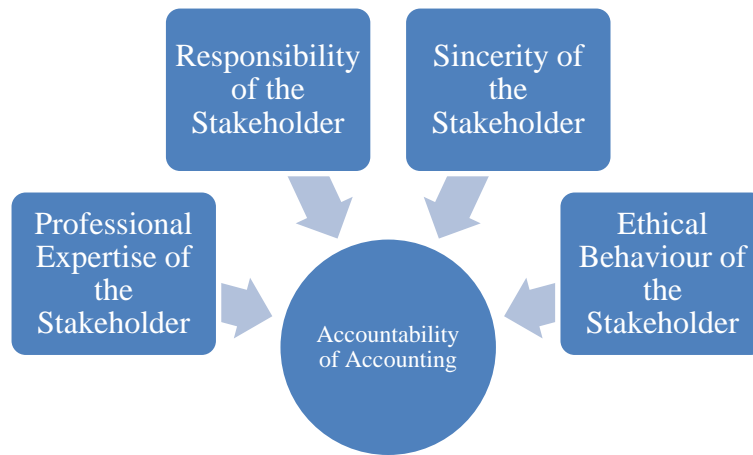 Responsibility
of the
Stakeholder
Sincerity of
the
Stakeholder
Professional
Expertise of
the
Stakeholder
Ethical
Behaviour of
the
Stakeholder
Accountability
of Accounting